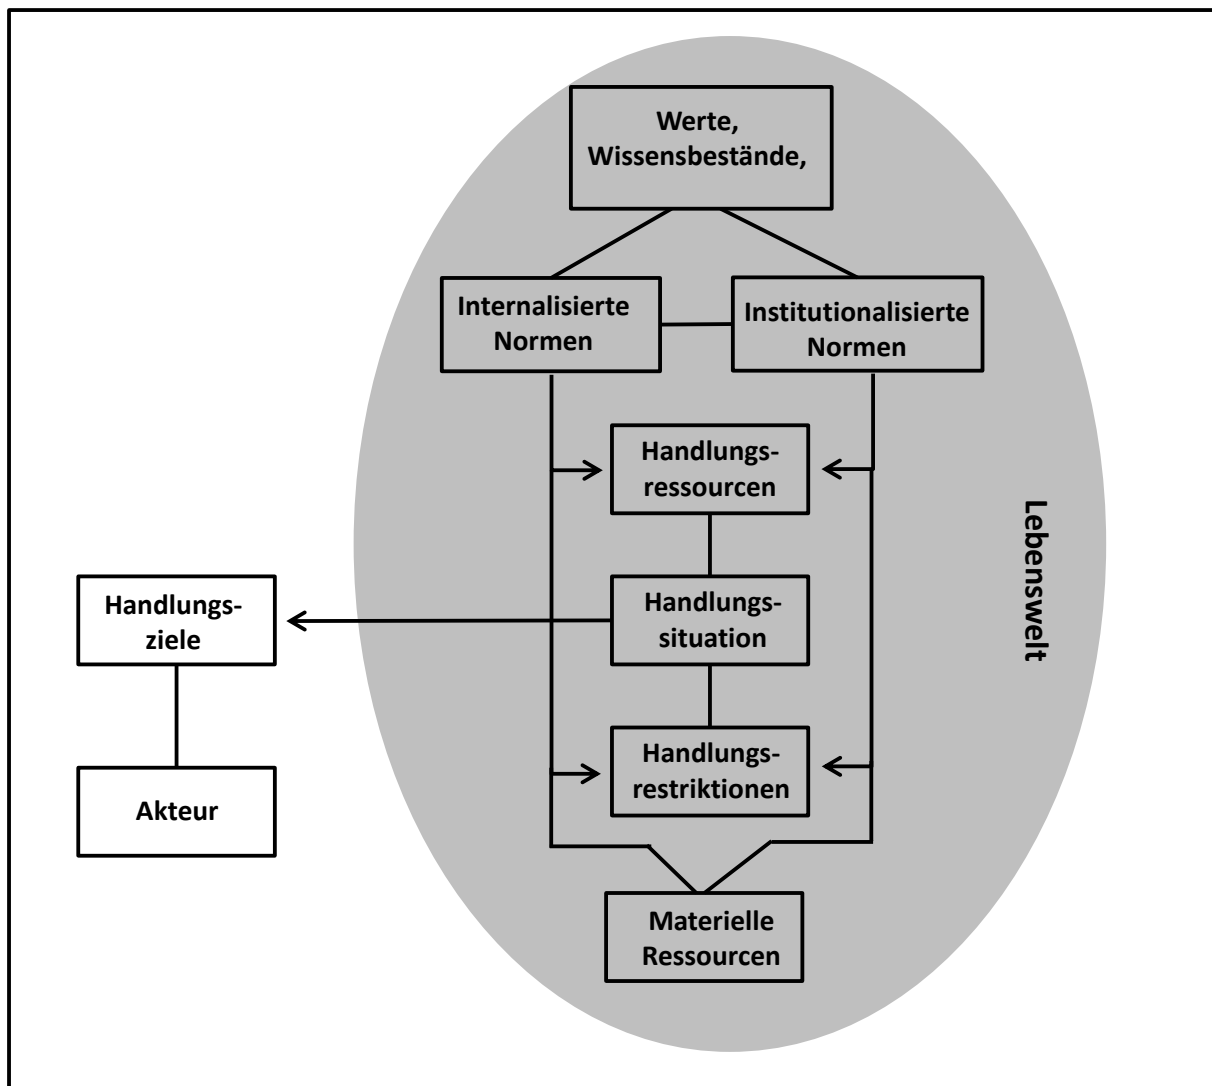 Werte,
Wissensbestände,
Internalisierte
Normen
Institutionalisierte
Normen
Handlungs-
ressourcen
Lebenswelt
Handlungs-
ziele
Handlungs-
situation
Handlungs-
restriktionen
Akteur
Materielle
Ressourcen